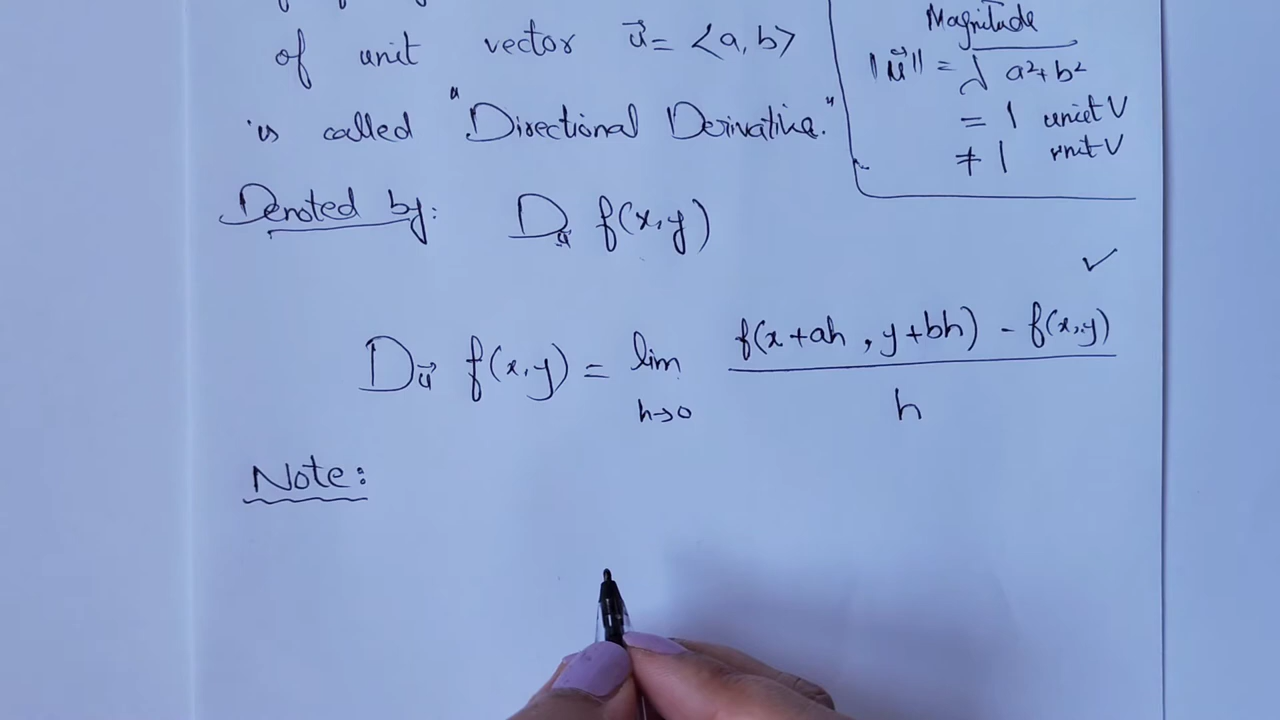 of unit vector u⃗ = <a, b>
is called "Directional Derivative."
Magnitude
||u⃗|| = √ a²+b²
= 1 unit V
≠ 1 unit V
Denoted by: D_u⃗ f(x,y)
✓
D_u⃗ f(x,y) = lim h→0 f(x+ah, y+bh) - f(x,y) / h
Note: